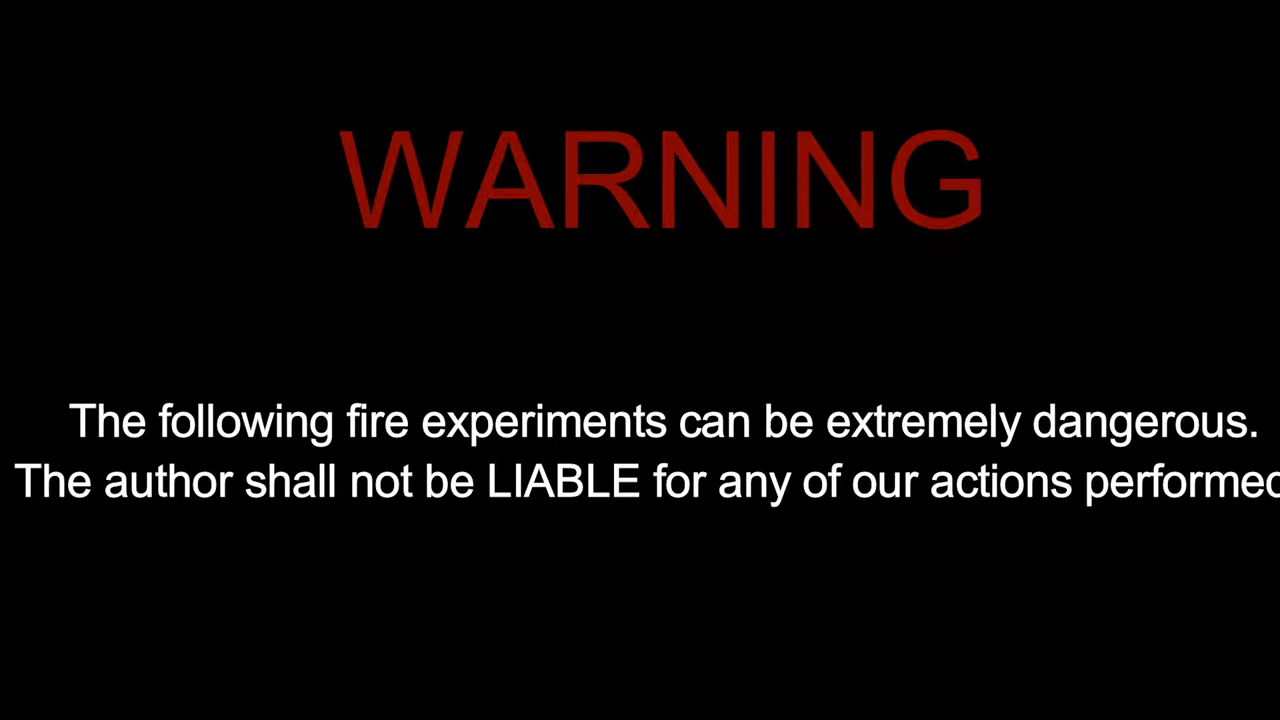 WARNING
The following fire experiments can be extremely dangerous.
The author shall not be LIABLE for any of our actions performed